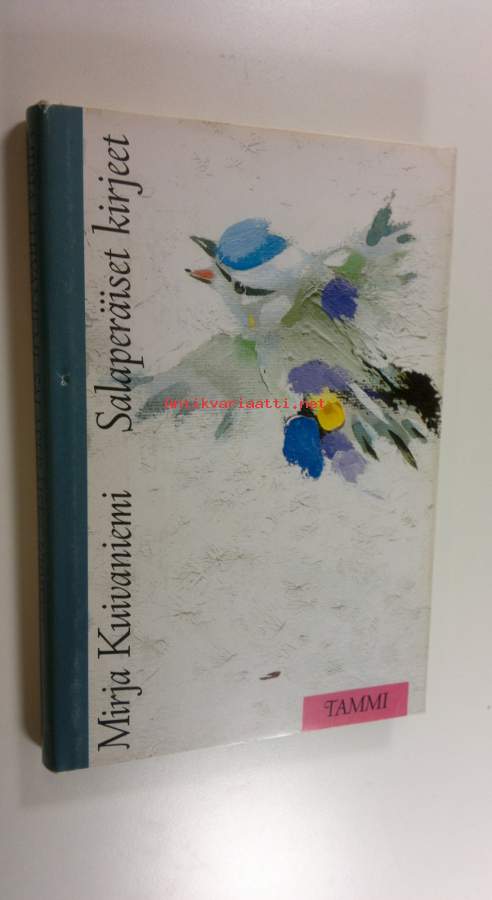 Mirja Kuivaniemi Salaperäiset kirjeet
TAMMI
Antikvariaatti.net